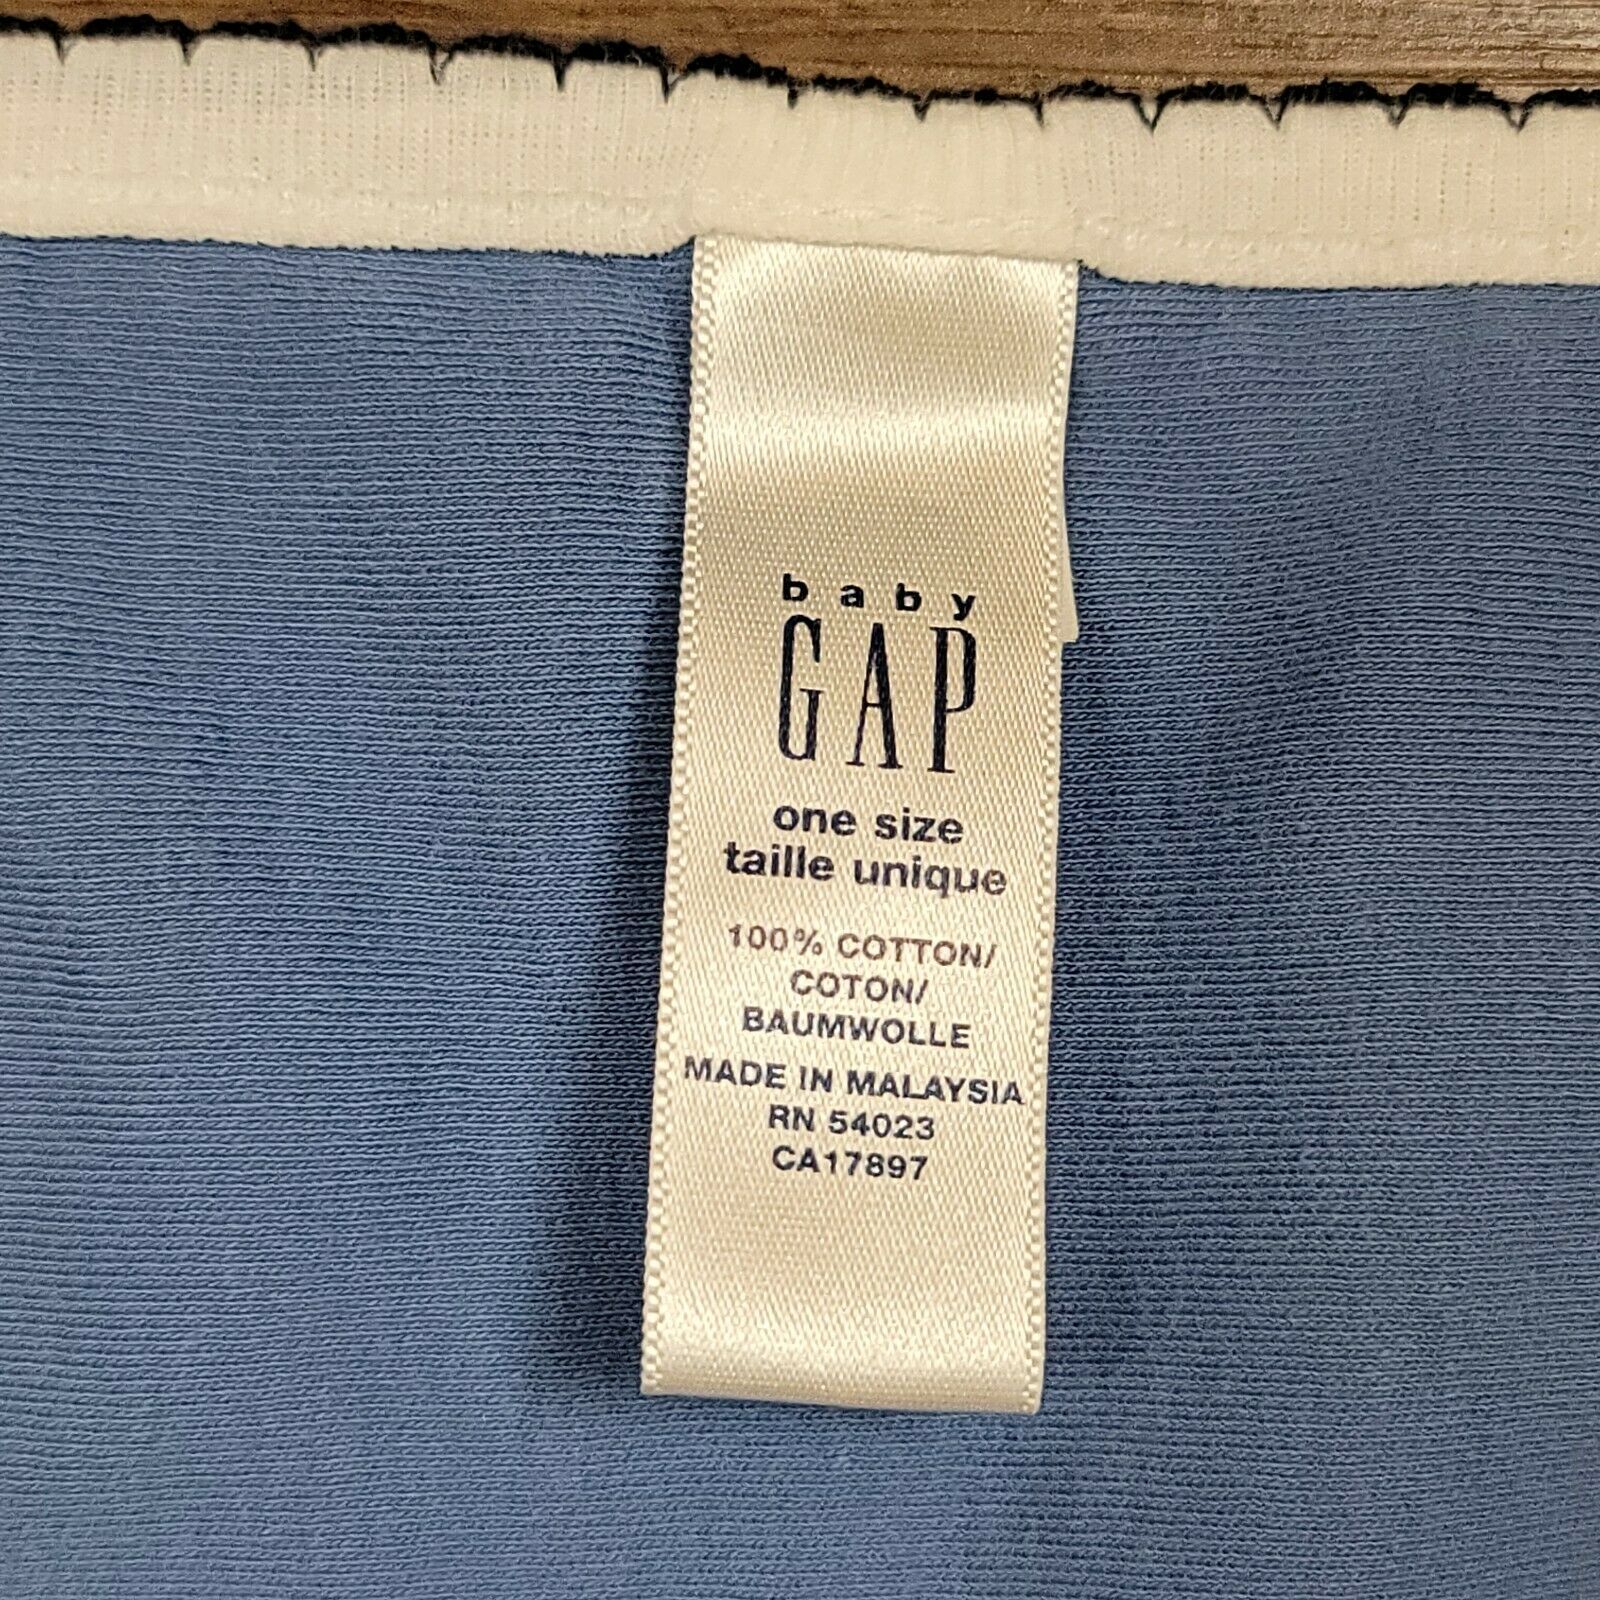 baby
GAP
one size
taille unique
100% COTTON/
COTON/
BAUMWOLLE
MADE IN MALAYSIA
RN 54023
CA17897